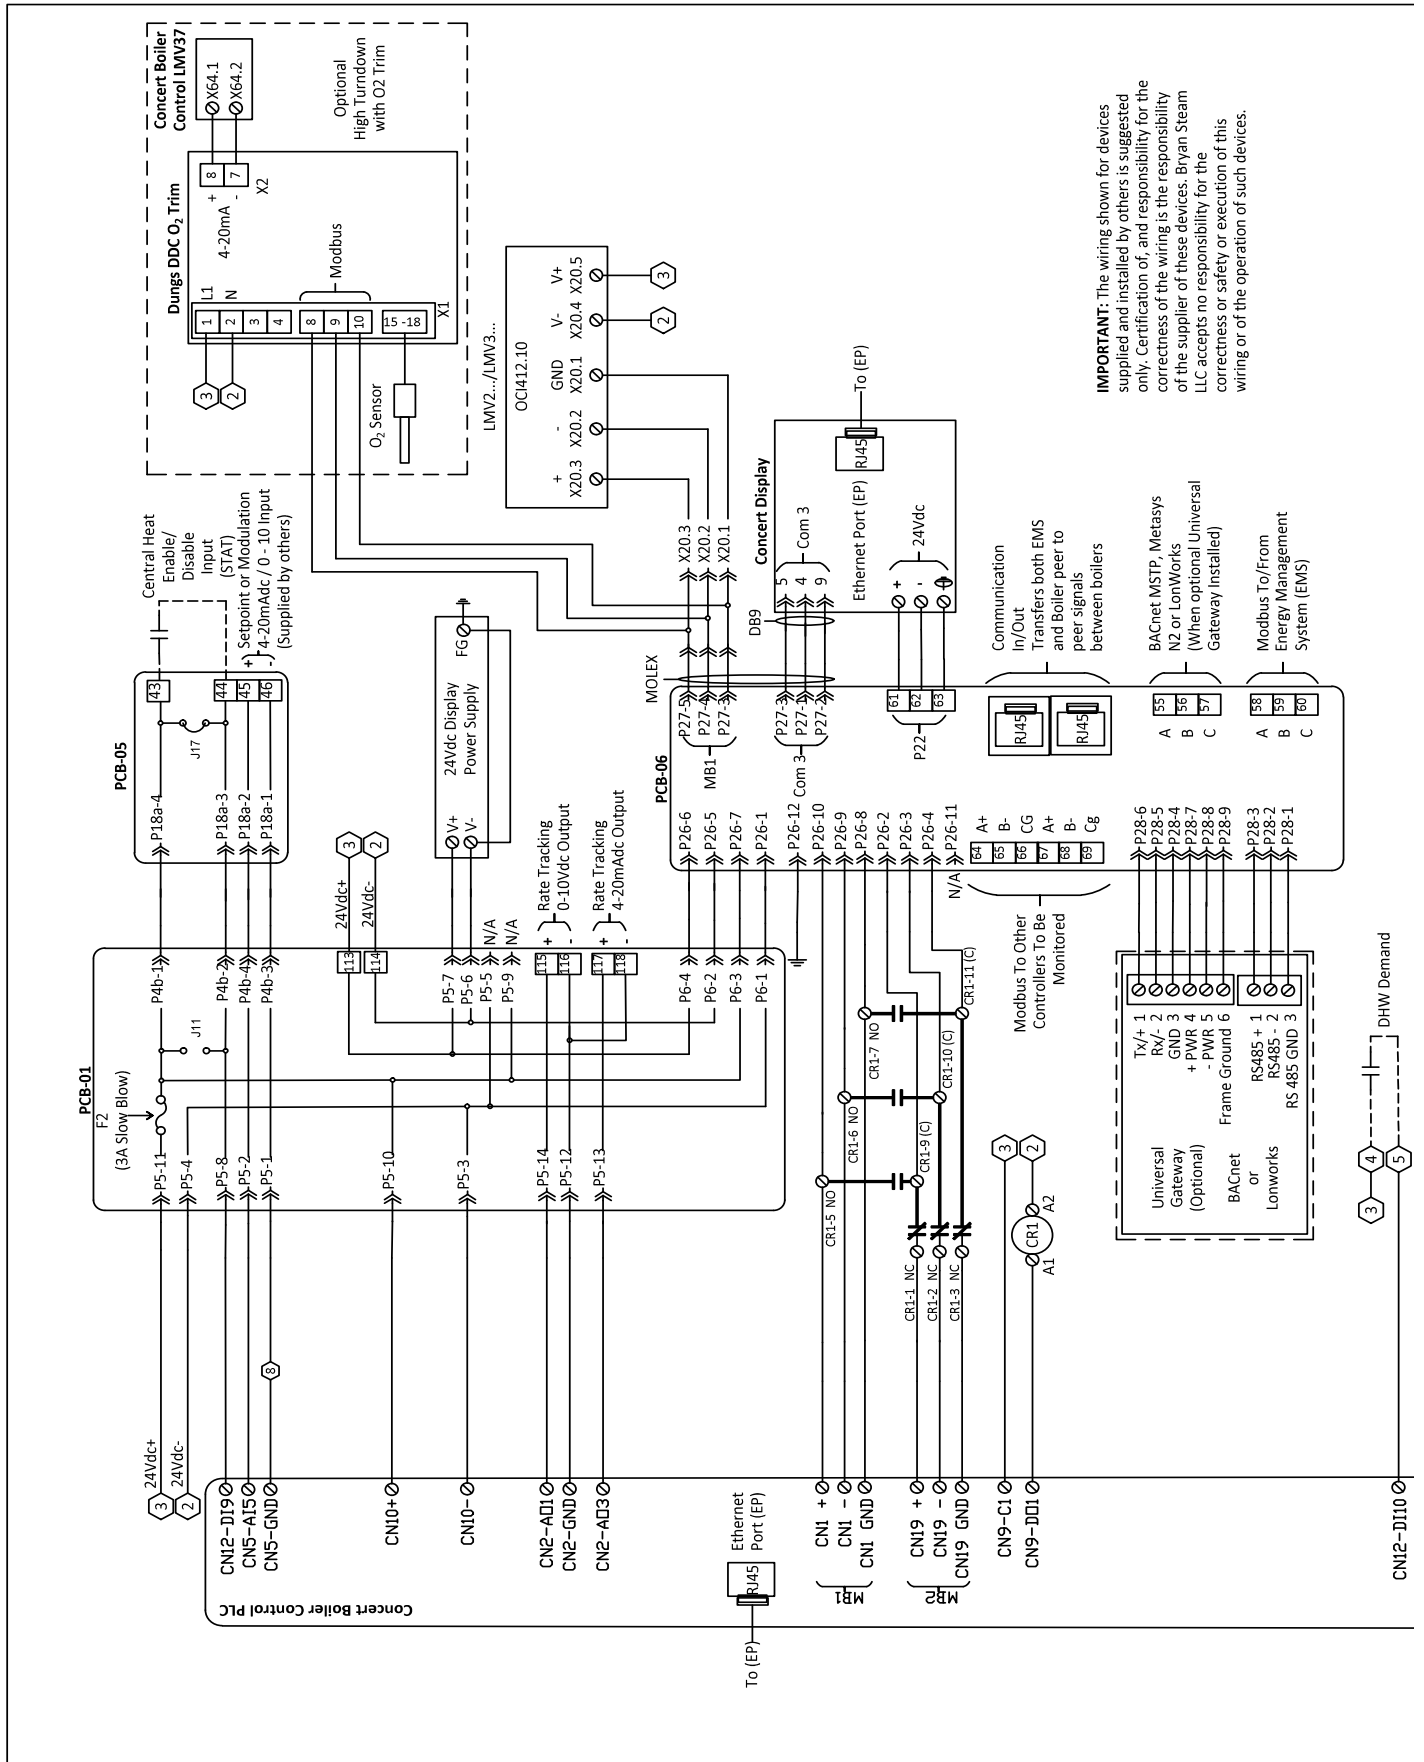 Concert Boiler
Control LMV37
X64.1
X64.2
Optional
High Turndown
with O2 Trim
Dungs DDC O₂ Trim
8
7
+
-
4-20mA
X2
L1
N
1
2
3
4
8
9
10
15 -18
Modbus
X1
3
2
O₂ Sensor
LMV2.../LMV3...
OCI412.10
+
-
GND
V-
V+
X20.3
X20.2
X20.1
X20.4
X20.5
2
3
IMPORTANT: The wiring shown for devices
supplied and installed by others is suggested
only. Certification of, and responsibility for the
correctness of the wiring is the responsibility
of the supplier of these devices. Bryan Steam
LLC accepts no responsibility for the
correctness or safety or execution of this
wiring or of the operation of such devices.
Central Heat
Enable/
Disable
Input
(STAT)
Setpoint or Modulation
4-20mAdc / 0 - 10 Input
(Supplied by others)
+
-
PCB-05
43
44
45
46
J17
P18a-4
P18a-3
P18a-2
P18a-1
24Vdc Display
Power Supply
FG
V+
V-
3
2
24Vdc+
24Vdc-
Rate Tracking
0-10Vdc Output
Rate Tracking
4-20mAdc Output
+
-
+
-
PCB-01
F2
(3A Slow Blow)
J11
P4b-1
P4b-2
P4b-4
P4b-3
113
114
P5-7
P5-6
P5-5
P5-9
N/A
N/A
115
116
117
118
P6-4
P6-2
P6-3
P6-1
P5-11
P5-4
P5-8
P5-2
P5-1
P5-10
P5-3
P5-14
P5-12
P5-13
8
24Vdc+
24Vdc-
3
2
MOLEX
X20.3
X20.2
X20.1
Concert Display
DB9
5
4
9
Com 3
Ethernet Port (EP)
RJ45
To (EP)
+
-
24Vdc
PCB-06
P27-5
P27-4
P27-3
MB1
P27-3
P27-1
P27-2
Com 3
61
62
63
P22
RJ45
RJ45
Communication
In/Out
Transfers both EMS
and Boiler peer to
peer signals
between boilers
55
56
57
A
B
C
BACnet MSTP, Metasys
N2 or LonWorks
(When optional Universal
Gateway Installed)
58
59
60
A
B
C
Modbus To/From
Energy Management
System (EMS)
P26-6
P26-5
P26-7
P26-1
P26-12
P26-10
P26-9
P26-8
P26-2
P26-3
P26-4
P26-11
N/A
64
65
66
67
68
69
A+
B-
CG
A+
B-
Cg
Modbus To Other
Controllers To Be
Monitored
P28-6
P28-5
P28-4
P28-7
P28-8
P28-9
P28-3
P28-2
P28-1
CR1-5 NO
CR1-6 NO
CR1-7 NO
CR1-9 (C)
CR1-10 (C)
CR1-11 (C)
CR1-1 NC
CR1-2 NC
CR1-3 NC
3
2
CR1
A1
A2
Tx/+ 1
Rx/- 2
GND 3
+ PWR 4
- PWR 5
Frame Ground 6
RS485 + 1
RS485 - 2
RS 485 GND 3
Universal
Gateway
(Optional)
BACnet
or
Lonworks
DHW Demand
3
4
5
Concert Boiler Control PLC
CN12-DI9
CN5-AI5
CN5-GND
CN10+
CN10-
CN2-AO1
CN2-GND
CN2-AO3
Ethernet
Port (EP)
RJ45
To (EP)
CN1 +
CN1 -
CN1 GND
MB1
CN19 +
CN19 -
CN19 GND
MB2
CN9-C1
CN9-DO1
CN12-DI10